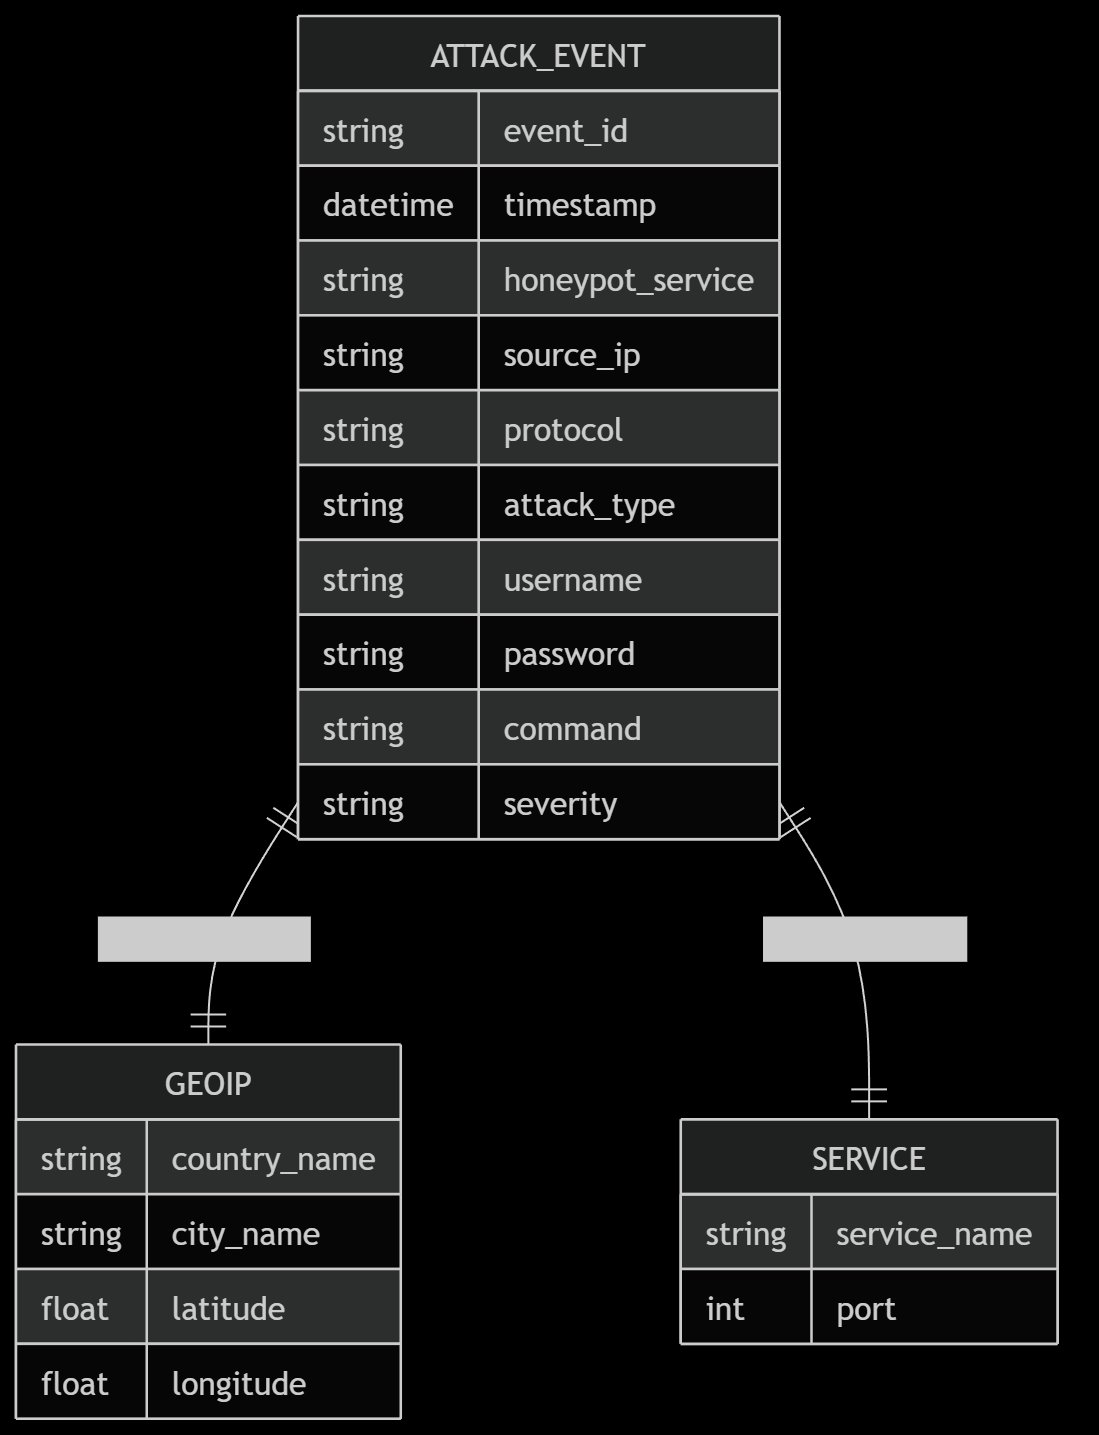 ATTACK_EVENT
string event_id
datetime timestamp
string honeypot_service
string source_ip
string protocol
string attack_type
string username
string password
string command
string severity
GEOIP
string country_name
string city_name
float latitude
float longitude
SERVICE
string service_name
int port